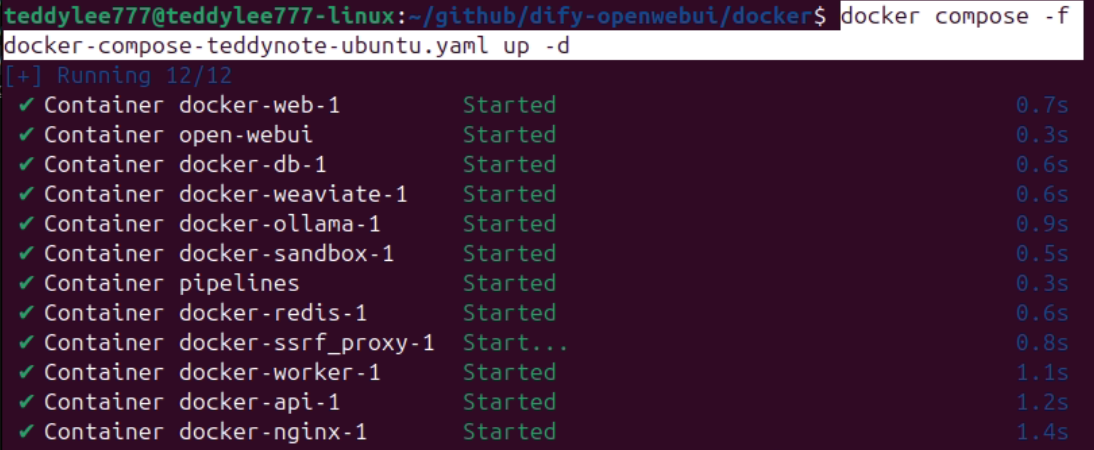 teddylee777@teddylee777-linux:~/github/dify-openwebui/docker$ docker compose -f
docker-compose-teddynote-ubuntu.yaml up -d
[+] Running 12/12
✔ Container docker-web-1 Started 0.7s
✔ Container open-webui Started 0.3s
✔ Container docker-db-1 Started 0.6s
✔ Container docker-weaviate-1 Started 0.6s
✔ Container docker-ollama-1 Started 0.9s
✔ Container docker-sandbox-1 Started 0.5s
✔ Container pipelines Started 0.3s
✔ Container docker-redis-1 Started 0.6s
✔ Container docker-ssrf_proxy-1 Start... 0.8s
✔ Container docker-worker-1 Started 1.1s
✔ Container docker-api-1 Started 1.2s
✔ Container docker-nginx-1 Started 1.4s